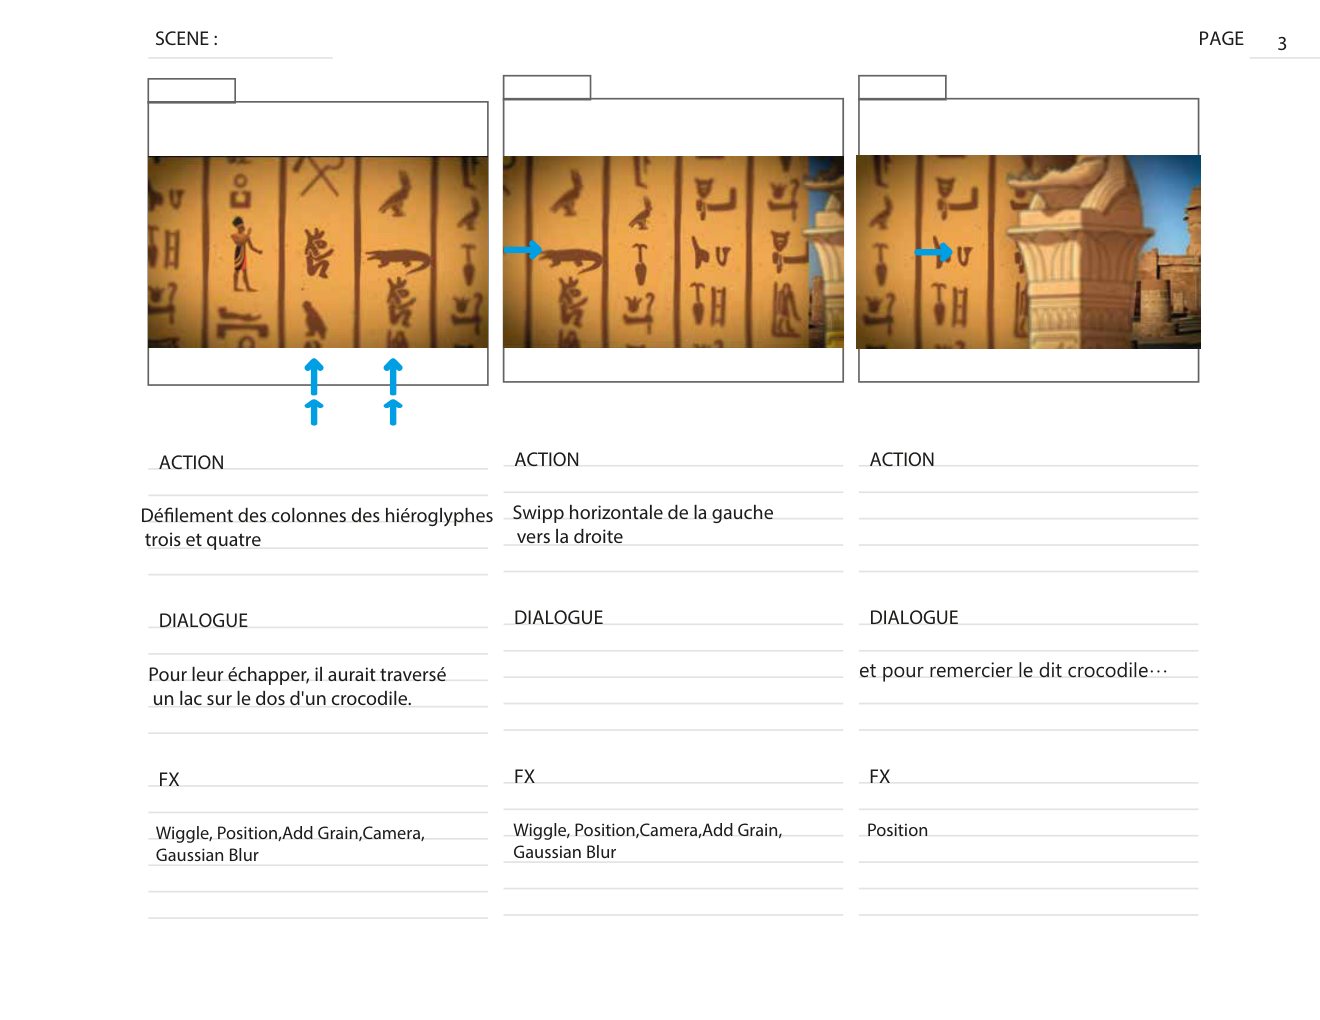 SCENE :
PAGE 3
ACTION
Défilement des colonnes des hiéroglyphes
trois et quatre
DIALOGUE
Pour leur échapper, il aurait traversé
un lac sur le dos d'un crocodile.
FX
Wiggle, Position,Add Grain,Camera,
Gaussian Blur
ACTION
Swipp horizontale de la gauche
vers la droite
DIALOGUE
FX
Wiggle, Position,Camera,Add Grain,
Gaussian Blur
ACTION
DIALOGUE
et pour remercier le dit crocodile···
FX
Position